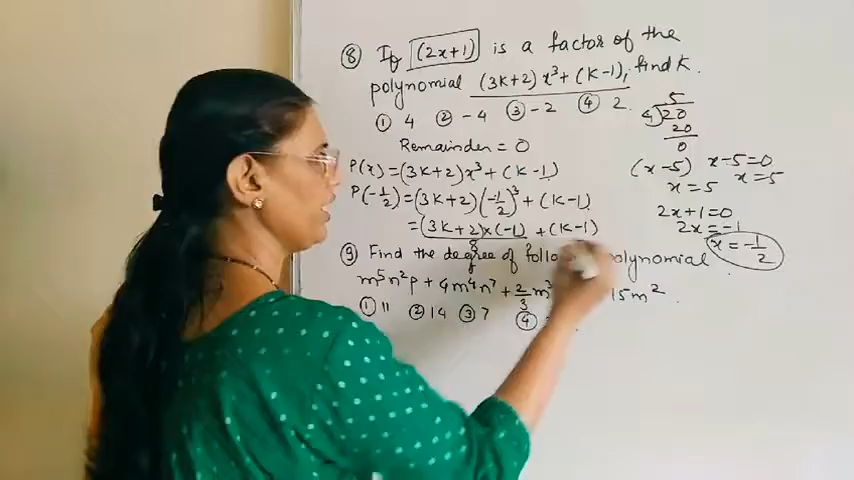 ⑧ If (2x+1) is a factor of the
polynomial (3K+2)x³+(K-1), find K.
① 4 ② -4 ③ -2 ④ 2.
Remainder = 0
P(x) = (3K+2)x³ + (K-1)
P(-1/2) = (3K+2)(-1/2)³ + (K-1)
= (3K+2)x(-1)/8 + (K-1)
5
4)20
20
0
(x-5) x-5=0
x=5 x=5
2x+1=0
2x=-1
x=-1/2
⑨ Find the degree of polynomial
m⁵n²p + 4m⁴n⁷ + 2/3 m³ 15m².
① 11 ② 14 ③ 7 ④